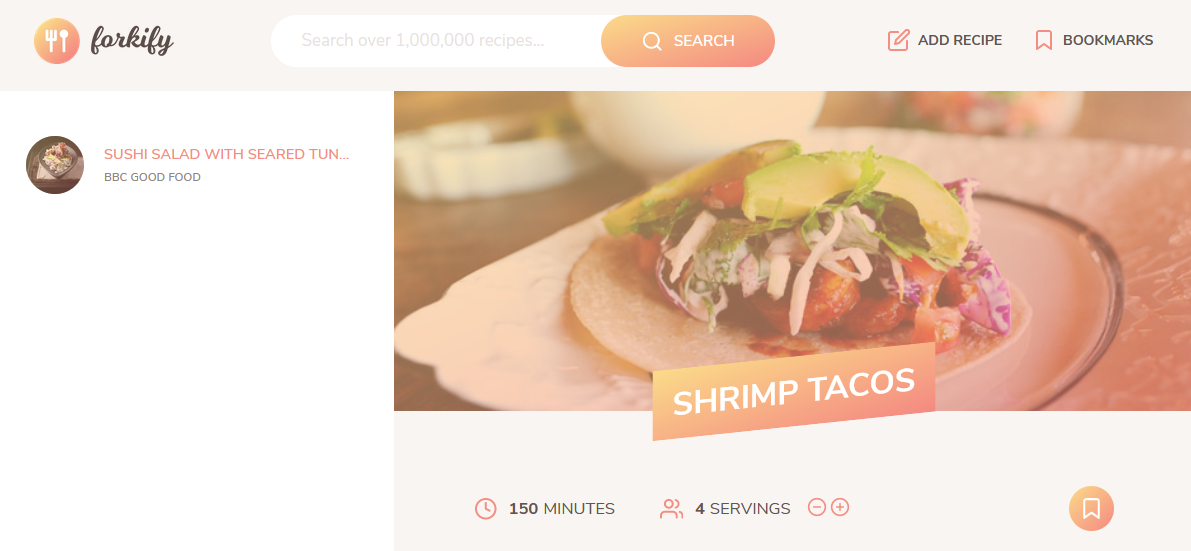 forkify
Search over 1,000,000 recipes...
SEARCH
ADD RECIPE
BOOKMARKS
SUSHI SALAD WITH SEARED TUN...
BBC GOOD FOOD
SHRIMP TACOS
150 MINUTES
4 SERVINGS